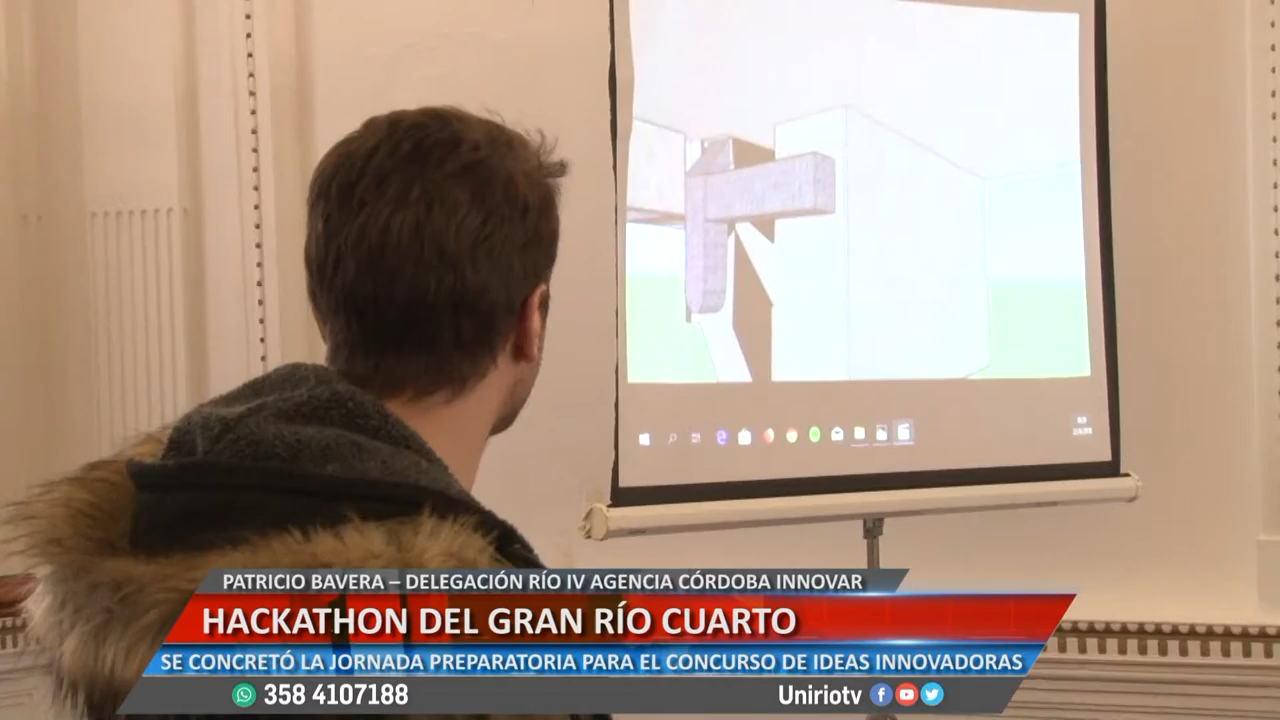 PATRICIO BAVERA – DELEGACIÓN RÍO IV AGENCIA CÓRDOBA INNOVAR
HACKATHON DEL GRAN RÍO CUARTO
SE CONCRETÓ LA JORNADA PREPARATORIA PARA EL CONCURSO DE IDEAS INNOVADORAS
358 4107188 Uniriotv